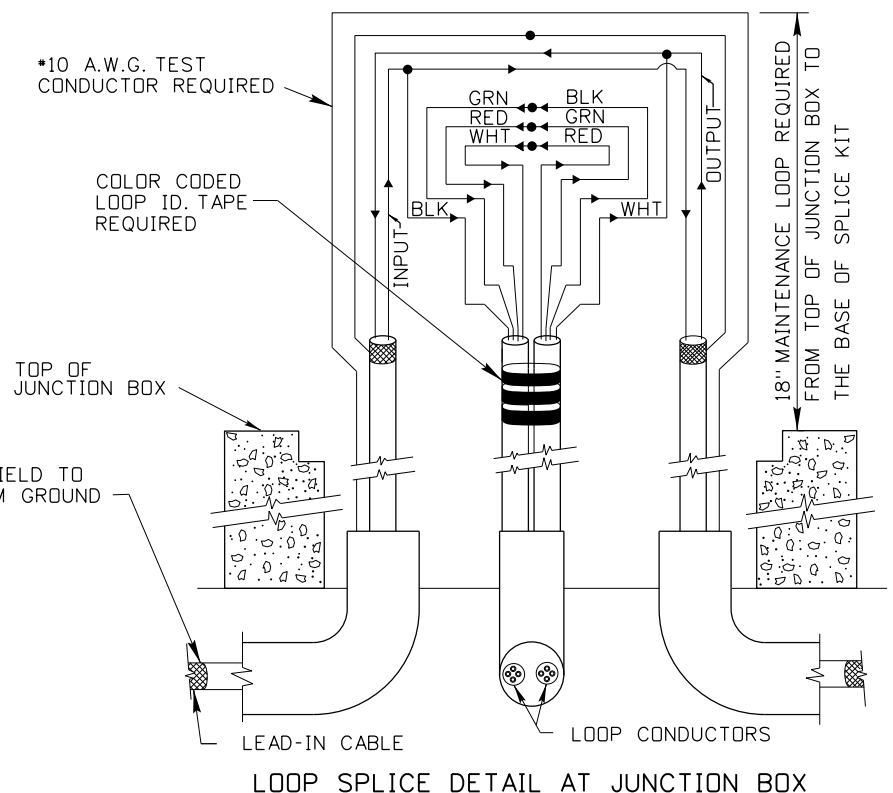 #10 A.W.G. TEST
CONDUCTOR REQUIRED
COLOR CODED
LOOP ID. TAPE
REQUIRED
GRN BLK
RED GRN
WHT RED
BLK
WHT
INPUT
OUTPUT
18" MAINTENANCE LOOP REQUIRED
FROM TOP OF JUNCTION BOX TO
THE BASE OF SPLICE KIT
TOP OF
JUNCTION BOX
TO
GROUND
LEAD-IN CABLE
LOOP CONDUCTORS
LOOP SPLICE DETAIL AT JUNCTION BOX